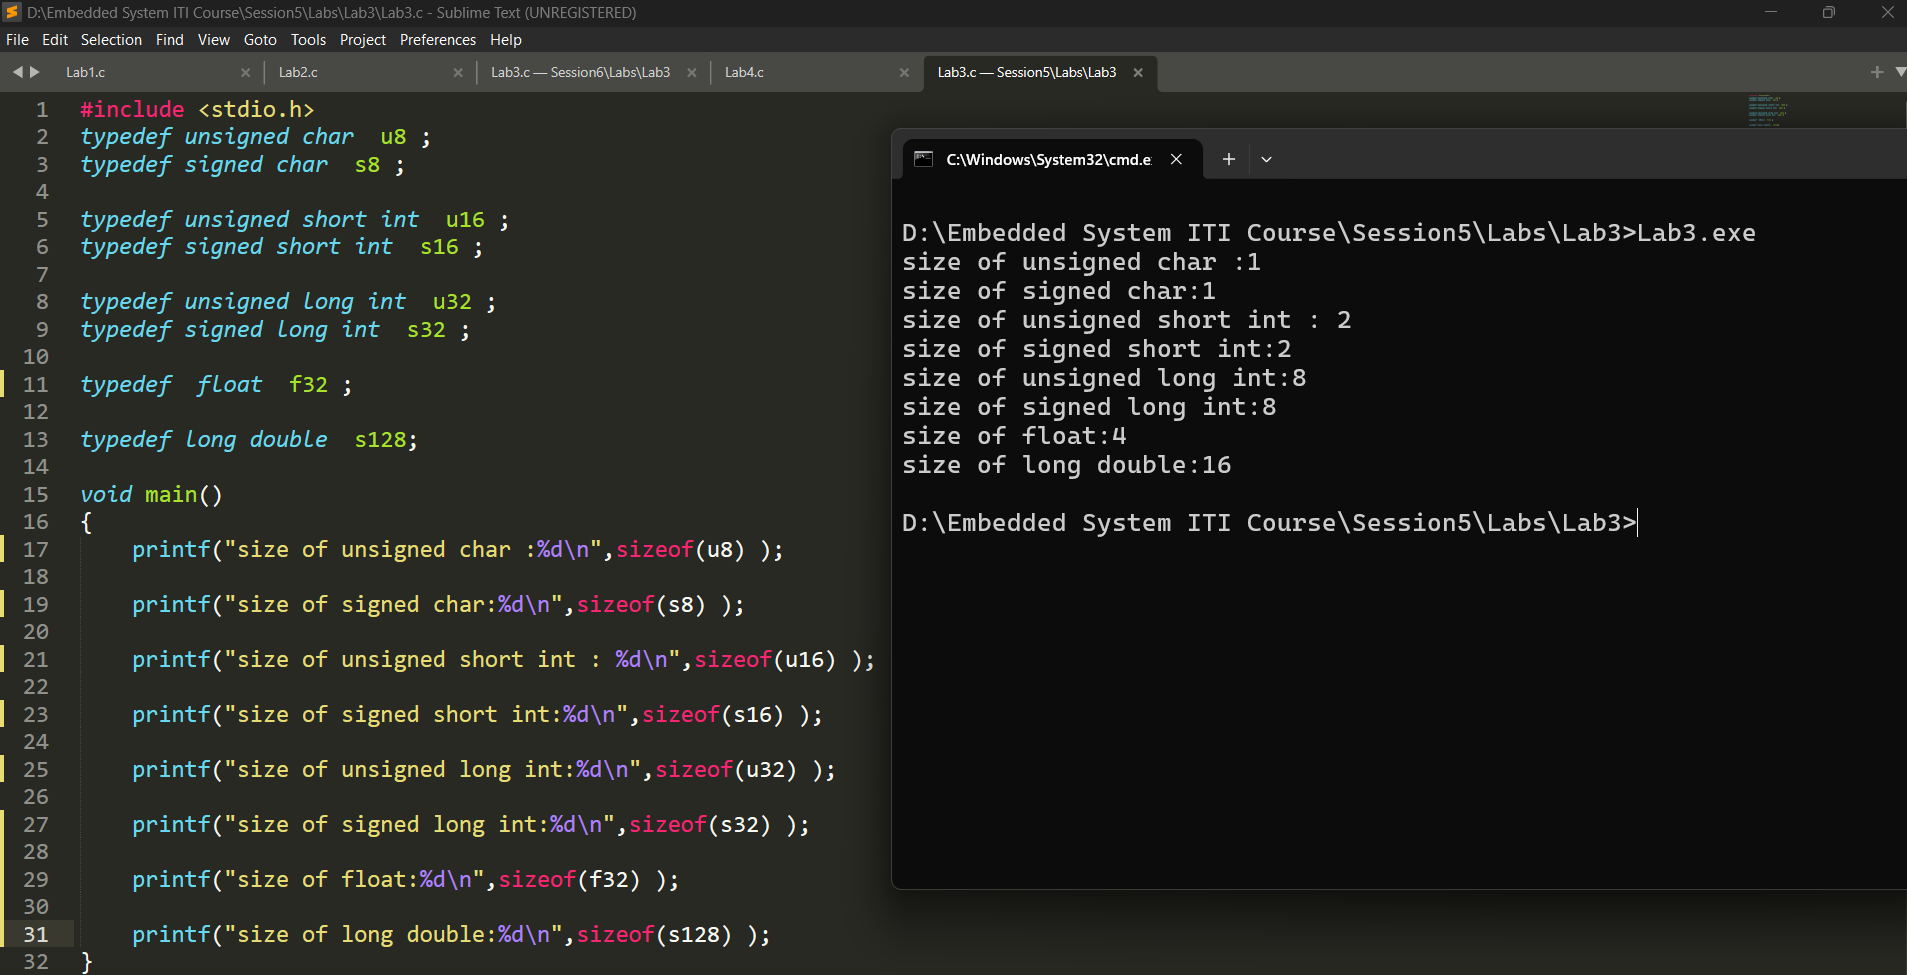 D:\Embedded System ITI Course\Session5\Labs\Lab3\Lab3.c - Sublime Text (UNREGISTERED)
File Edit Selection Find View Goto Tools Project Preferences Help
Lab1.c Lab2.c Lab3.c — Session6\Labs\Lab3 Lab4.c Lab3.c — Session5\Labs\Lab3
1 #include <stdio.h>
2 typedef unsigned char  u8 ;
3 typedef signed char  s8 ;
4
5 typedef unsigned short int  u16 ;
6 typedef signed short int  s16 ;
7
8 typedef unsigned long int  u32 ;
9 typedef signed long int  s32 ;
10
11 typedef  float  f32 ;
12
13 typedef long double  s128;
14
15 void main()
16 {
17     printf("size of unsigned char :%d\n",sizeof(u8) );
18
19     printf("size of signed char:%d\n",sizeof(s8) );
20
21     printf("size of unsigned short int : %d\n",sizeof(u16) );
22
23     printf("size of signed short int:%d\n",sizeof(s16) );
24
25     printf("size of unsigned long int:%d\n",sizeof(u32) );
26
27     printf("size of signed long int:%d\n",sizeof(s32) );
28
29     printf("size of float:%d\n",sizeof(f32) );
30
31     printf("size of long double:%d\n",sizeof(s128) );
32 }
C:\Windows\System32\cmd.e
D:\Embedded System ITI Course\Session5\Labs\Lab3>Lab3.exe
size of unsigned char :1
size of signed char:1
size of unsigned short int : 2
size of signed short int:2
size of unsigned long int:8
size of signed long int:8
size of float:4
size of long double:16
D:\Embedded System ITI Course\Session5\Labs\Lab3>